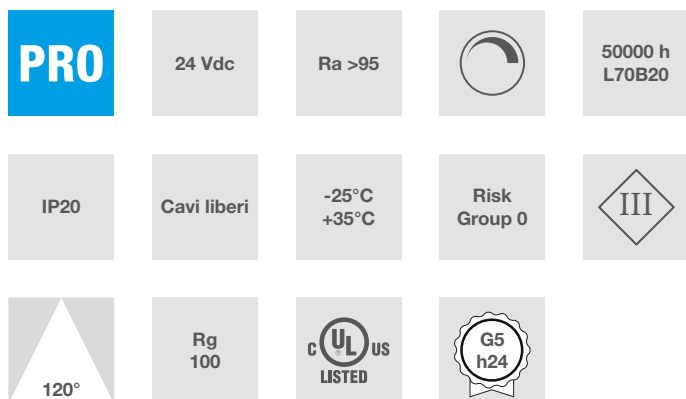 PRO
24 Vdc
Ra >95
50000 h
L70B20
IP20
Cavi liberi
-25°C
+35°C
Risk
Group 0
III
120°
Rg
100
C UL ® US
LISTED
G5
h24